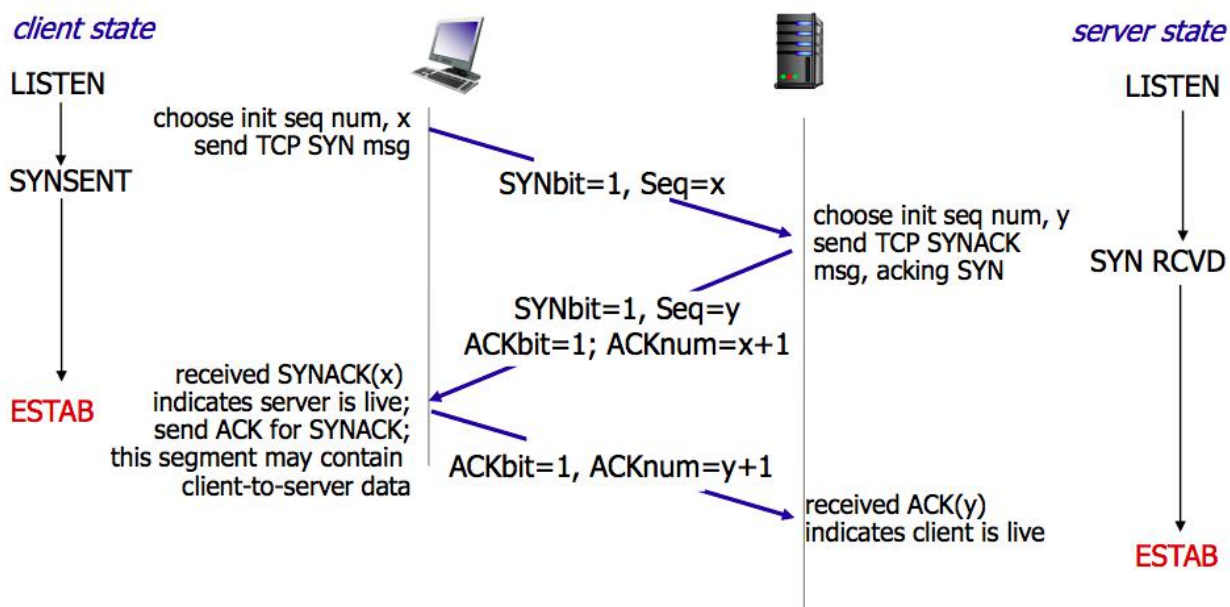 client state
server state
LISTEN
LISTEN
choose init seq num, x
send TCP SYN msg
SYNSENT
SYNbit=1, Seq=x
choose init seq num, y
send TCP SYNACK
msg, acking SYN
SYN RCVD
SYNbit=1, Seq=y
ACKbit=1; ACKnum=x+1
received SYNACK(x)
indicates server is live;
send ACK for SYNACK;
this segment may contain
client-to-server data
ESTAB
ACKbit=1, ACKnum=y+1
received ACK(y)
indicates client is live
ESTAB